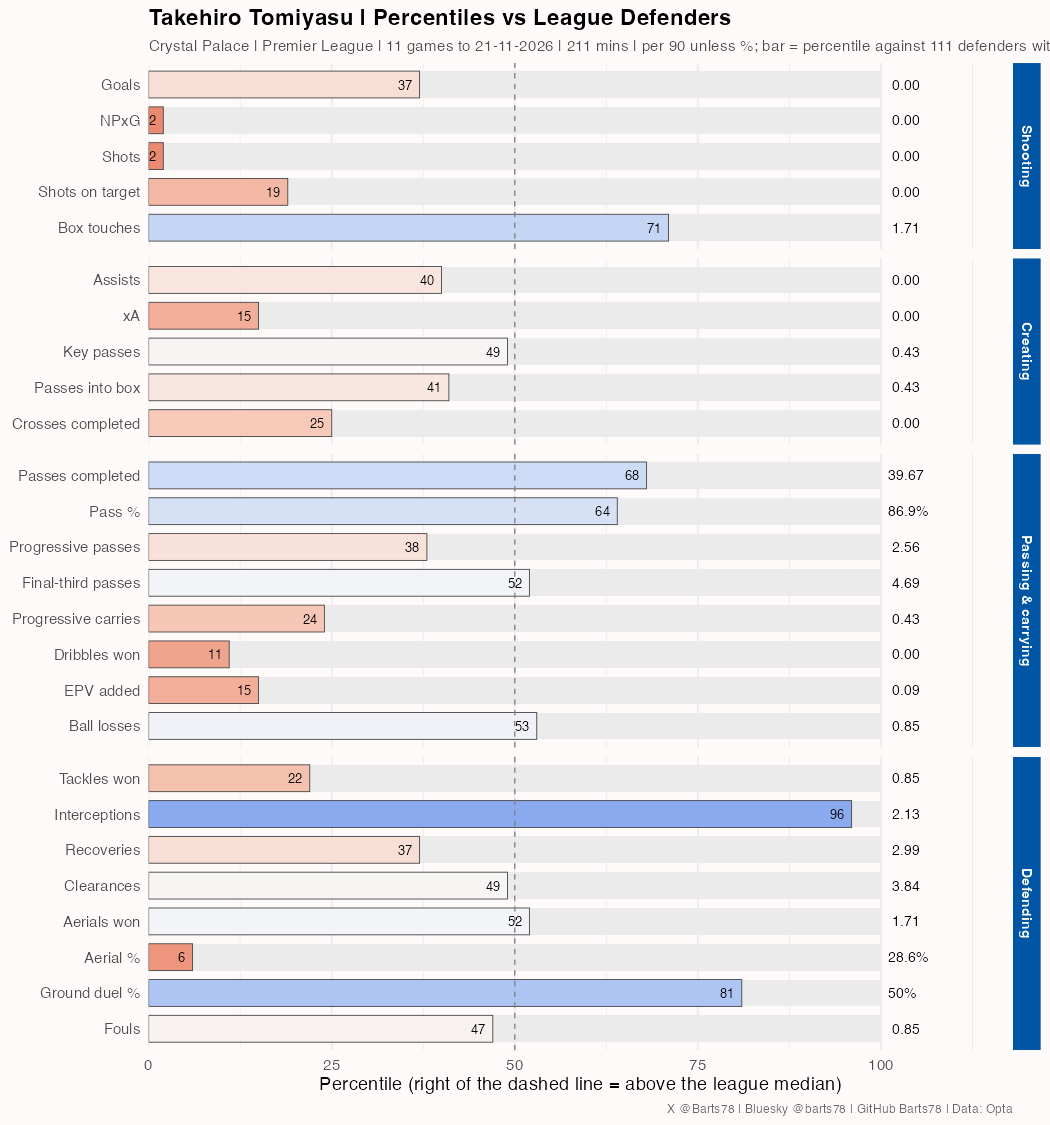 Takehiro Tomiyasu | Percentiles vs League Defenders
Crystal Palace | Premier League | 11 games to 21-11-2026 | 211 mins | per 90 unless %; bar = percentile against 111 defenders wit
Goals 37 0.00
NPxG 2 0.00
Shots 2 0.00
Shots on target 19 0.00
Box touches 71 1.71
Shooting
Assists 40 0.00
xA 15 0.00
Key passes 49 0.43
Passes into box 41 0.43
Crosses completed 25 0.00
Creating
Passes completed 68 39.67
Pass % 64 86.9%
Progressive passes 38 2.56
Final-third passes 52 4.69
Progressive carries 24 0.43
Dribbles won 11 0.00
EPV added 15 0.09
Ball losses 53 0.85
Passing & carrying
Tackles won 22 0.85
Interceptions 96 2.13
Recoveries 37 2.99
Clearances 49 3.84
Aerials won 52 1.71
Aerial % 6 28.6%
Ground duel % 81 50%
Fouls 47 0.85
Defending
0 25 50 75 100
Percentile (right of the dashed line = above the league median)
X @Barts78 | Bluesky @barts78 | GitHub Barts78 | Data: Opta